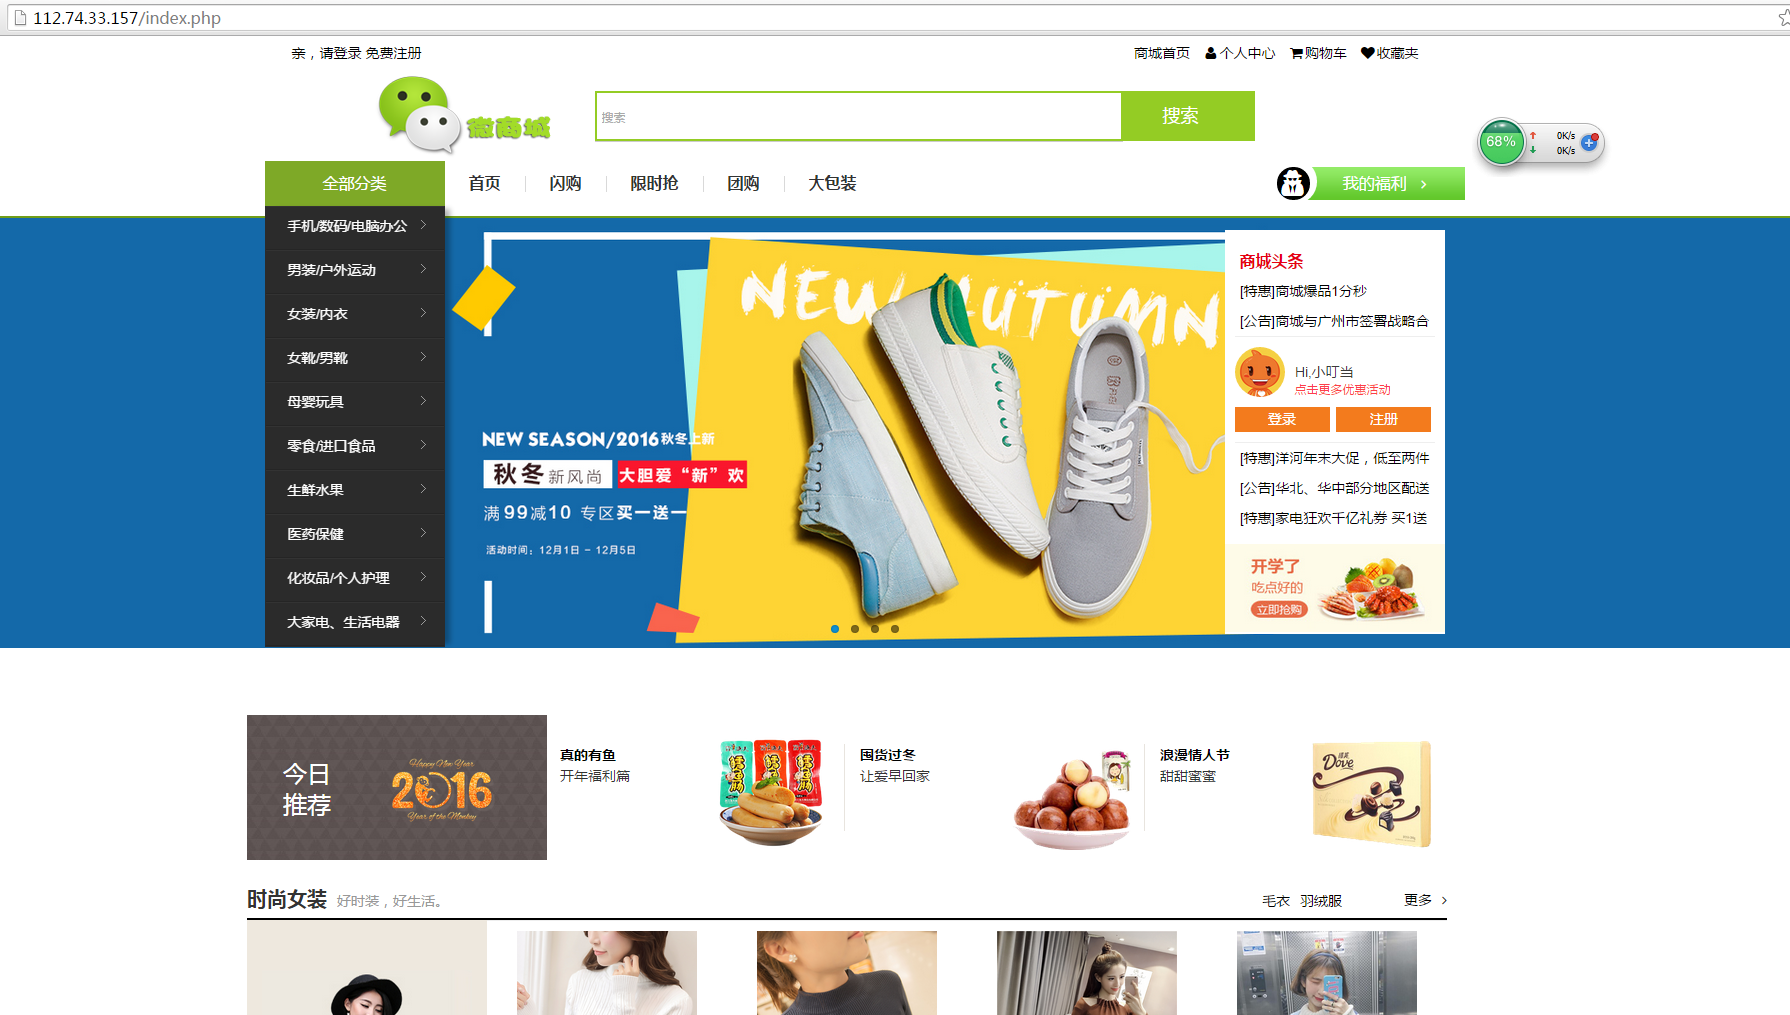 112.74.33.157/index.php
亲，请登录 免费注册
商城首页 个人中心 购物车 收藏夹
微商城
搜索
搜索
68%
0K/s
0K/s
全部分类
首页 闪购 限时抢 团购 大包装
我的福利
手机/数码/电脑办公
男装/户外运动
女装/内衣
女靴/男靴
母婴玩具
零食/进口食品
生鲜水果
医药保健
化妆品/个人护理
大家电、生活电器
NEW AUTUMN
NEW SEASON/2016秋冬上新
秋冬新风尚 大胆爱“新”欢
满99减10 专区买一送一
活动时间：12月1日 - 12月5日
商城头条
[特惠]商城爆品1分秒
[公告]商城与广州市签署战略合
Hi,小叮当
点击更多优惠活动
登录 注册
[特惠]洋河年末大促，低至两件
[公告]华北、华中部分地区配送
[特惠]家电狂欢千亿礼券 买1送
开学了
吃点好的
立即抢购
今日
推荐
Happy New Year
2016
Year of the Monkey
真的有鱼
开年福利篇
囤货过冬
让爱早回家
浪漫情人节
甜甜蜜蜜
Dove
时尚女装 好时装，好生活。
毛衣 羽绒服 更多